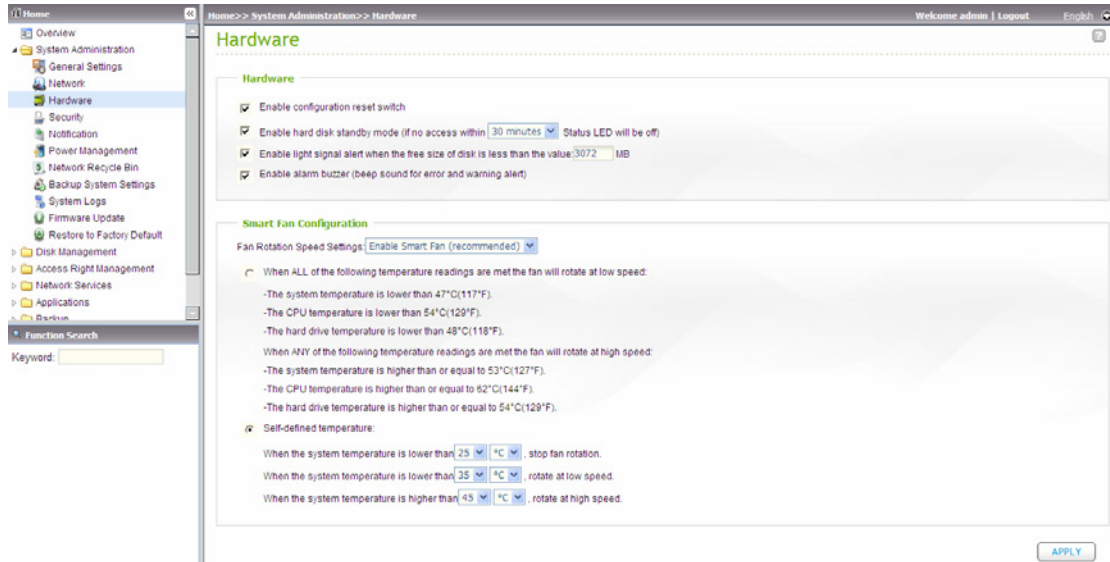 Home
Home>> System Administration>> Hardware
Welcome admin | Logout
English
Overview
System Administration
General Settings
Network
Hardware
Security
Notification
Power Management
Network Recycle Bin
Backup System Settings
System Logs
Firmware Update
Restore to Factory Default
Disk Management
Access Right Management
Network Services
Applications
Backup
Function Search
Keyword:
Hardware
Hardware
Enable configuration reset switch
Enable hard disk standby mode (if no access within 30 minutes Status LED will be off)
Enable light signal alert when the free size of disk is less than the value: 3072 MB
Enable alarm buzzer (beep sound for error and warning alert)
Smart Fan Configuration
Fan Rotation Speed Settings: Enable Smart Fan (recommended)
When ALL of the following temperature readings are met the fan will rotate at low speed:
-The system temperature is lower than 47°C(117°F).
-The CPU temperature is lower than 54°C(129°F).
-The hard drive temperature is lower than 48°C(118°F).
When ANY of the following temperature readings are met the fan will rotate at high speed:
-The system temperature is higher than or equal to 53°C(127°F).
-The CPU temperature is higher than or equal to 62°C(144°F).
-The hard drive temperature is higher than or equal to 54°C(129°F).
Self-defined temperature:
When the system temperature is lower than 25 °C , stop fan rotation.
When the system temperature is lower than 35 °C , rotate at low speed.
When the system temperature is higher than 45 °C , rotate at high speed.
APPLY